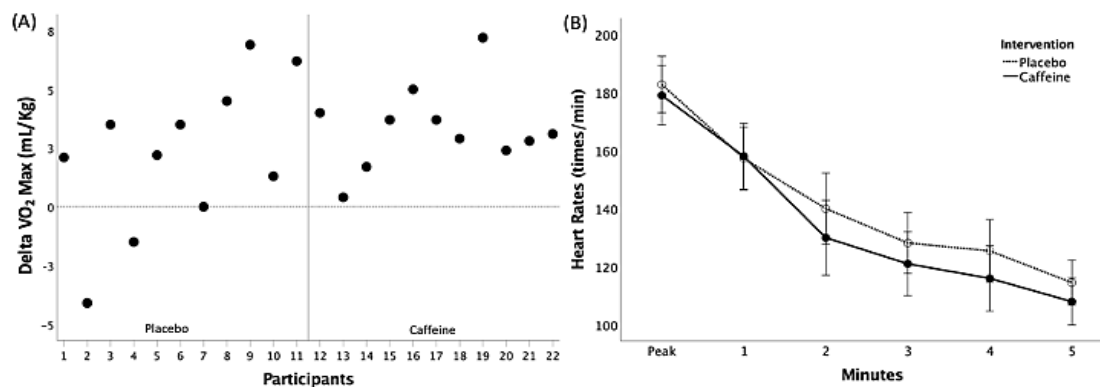 (A)
Delta VO₂ Max (mL/Kg)
8
5
3
0
-3
-5
Placebo
Caffeine
1 2 3 4 5 6 7 8 9 10 11 12 13 14 15 16 17 18 19 20 21 22
Participants
(B)
Heart Rates (times/min)
200
180
160
140
120
100
Intervention
Placebo
Caffeine
Peak 1 2 3 4 5
Minutes